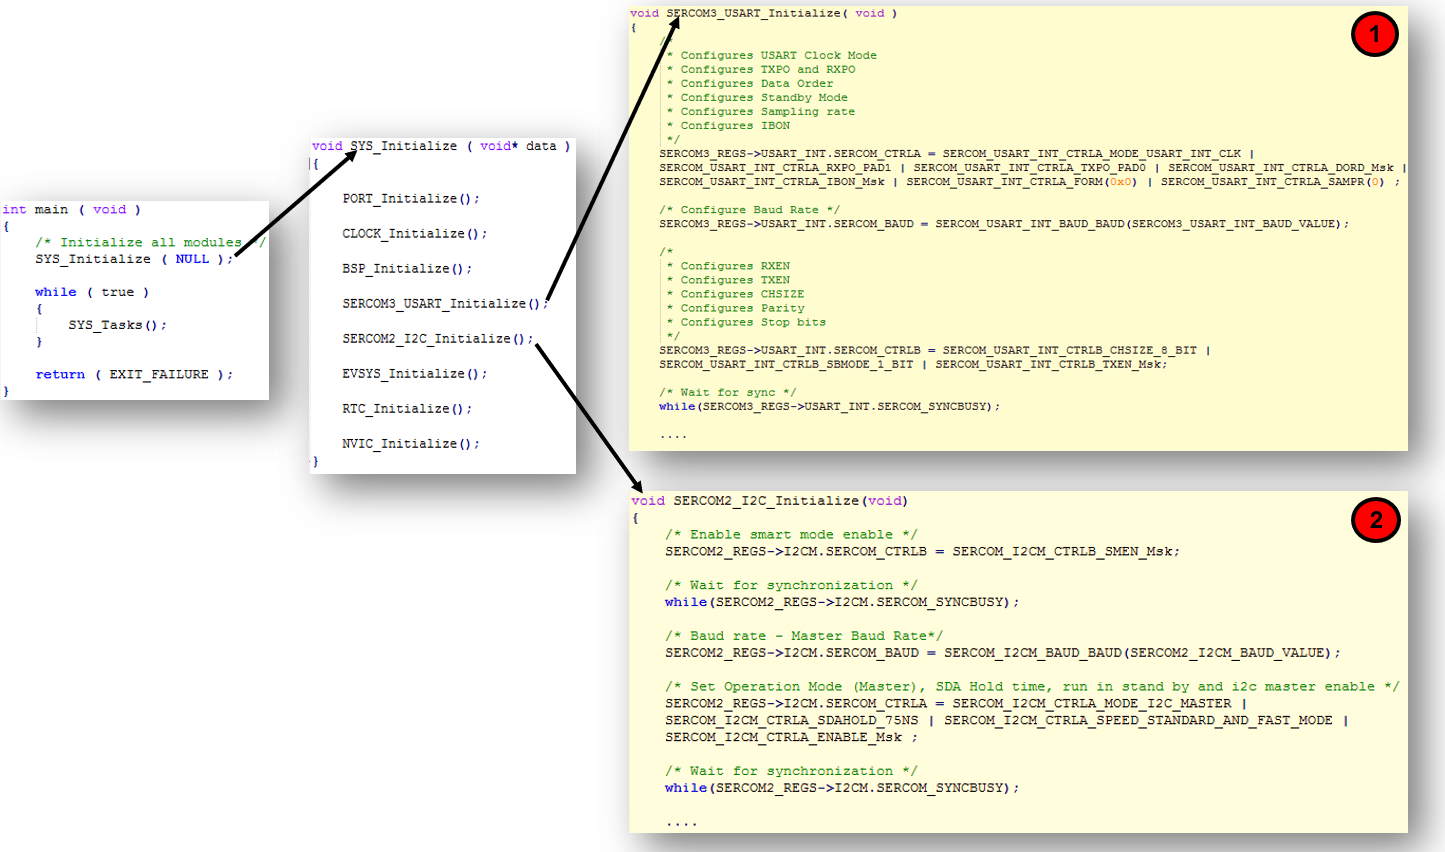 int main ( void )
{
/* Initialize all modules */
SYS_Initialize ( NULL );
while ( true )
{
SYS_Tasks();
}
return ( EXIT_FAILURE );
}
void SYS_Initialize ( void* data )
{
PORT_Initialize();
CLOCK_Initialize();
BSP_Initialize();
SERCOM3_USART_Initialize();
SERCOM2_I2C_Initialize();
EVSYS_Initialize();
RTC_Initialize();
NVIC_Initialize();
}
void SERCOM3_USART_Initialize( void )
1
{
/*
* Configures USART Clock Mode
* Configures TXPO and RXPO
* Configures Data Order
* Configures Standby Mode
* Configures Sampling rate
* Configures IBON
*/
SERCOM3_REGS->USART_INT.SERCOM_CTRLA = SERCOM_USART_INT_CTRLA_MODE_USART_INT_CLK |
SERCOM_USART_INT_CTRLA_RXPO_PAD1 | SERCOM_USART_INT_CTRLA_TXPO_PAD0 | SERCOM_USART_INT_CTRLA_DORD_Msk |
SERCOM_USART_INT_CTRLA_IBON_Msk | SERCOM_USART_INT_CTRLA_FORM(0x0) | SERCOM_USART_INT_CTRLA_SAMPR(0) ;
/* Configure Baud Rate */
SERCOM3_REGS->USART_INT.SERCOM_BAUD = SERCOM_USART_INT_BAUD_BAUD(SERCOM3_USART_INT_BAUD_VALUE);
/*
* Configures RXEN
* Configures TXEN
* Configures CHSIZE
* Configures Parity
* Configures Stop bits
*/
SERCOM3_REGS->USART_INT.SERCOM_CTRLB = SERCOM_USART_INT_CTRLB_CHSIZE_8_BIT |
SERCOM_USART_INT_CTRLB_SBMODE_1_BIT | SERCOM_USART_INT_CTRLB_TXEN_Msk;
/* Wait for sync */
while(SERCOM3_REGS->USART_INT.SERCOM_SYNCBUSY);
....
void SERCOM2_I2C_Initialize(void)
2
{
/* Enable smart mode enable */
SERCOM2_REGS->I2CM.SERCOM_CTRLB = SERCOM_I2CM_CTRLB_SMEN_Msk;
/* Wait for synchronization */
while(SERCOM2_REGS->I2CM.SERCOM_SYNCBUSY);
/* Baud rate - Master Baud Rate*/
SERCOM2_REGS->I2CM.SERCOM_BAUD = SERCOM_I2CM_BAUD_BAUD(SERCOM2_I2CM_BAUD_VALUE);
/* Set Operation Mode (Master), SDA Hold time, run in stand by and i2c master enable */
SERCOM2_REGS->I2CM.SERCOM_CTRLA = SERCOM_I2CM_CTRLA_MODE_I2C_MASTER |
SERCOM_I2CM_CTRLA_SDAHOLD_75NS | SERCOM_I2CM_CTRLA_SPEED_STANDARD_AND_FAST_MODE |
SERCOM_I2CM_CTRLA_ENABLE_Msk ;
/* Wait for synchronization */
while(SERCOM2_REGS->I2CM.SERCOM_SYNCBUSY);
....